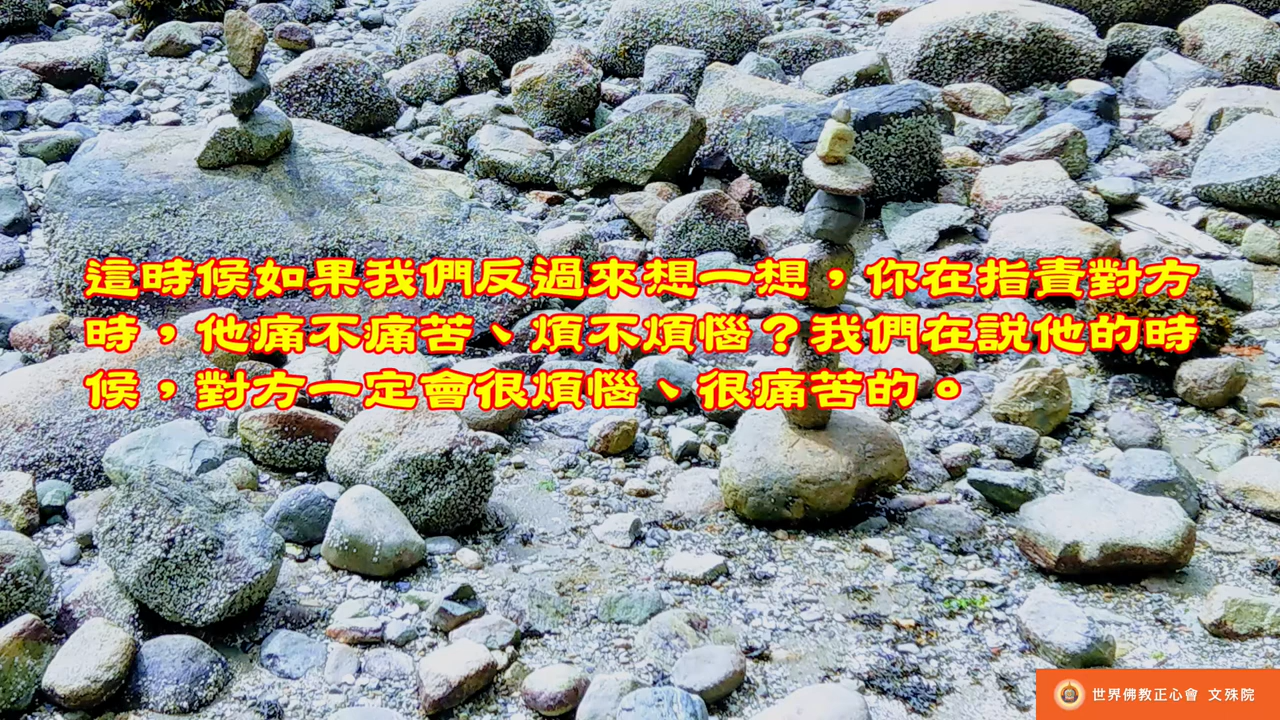 這時候如果我們反過來想一想，你在指責對方
時，他痛不痛苦、煩不煩惱？我們在説他的時
候，對方一定會很煩惱、很痛苦的。
世界佛教正心會 文殊院